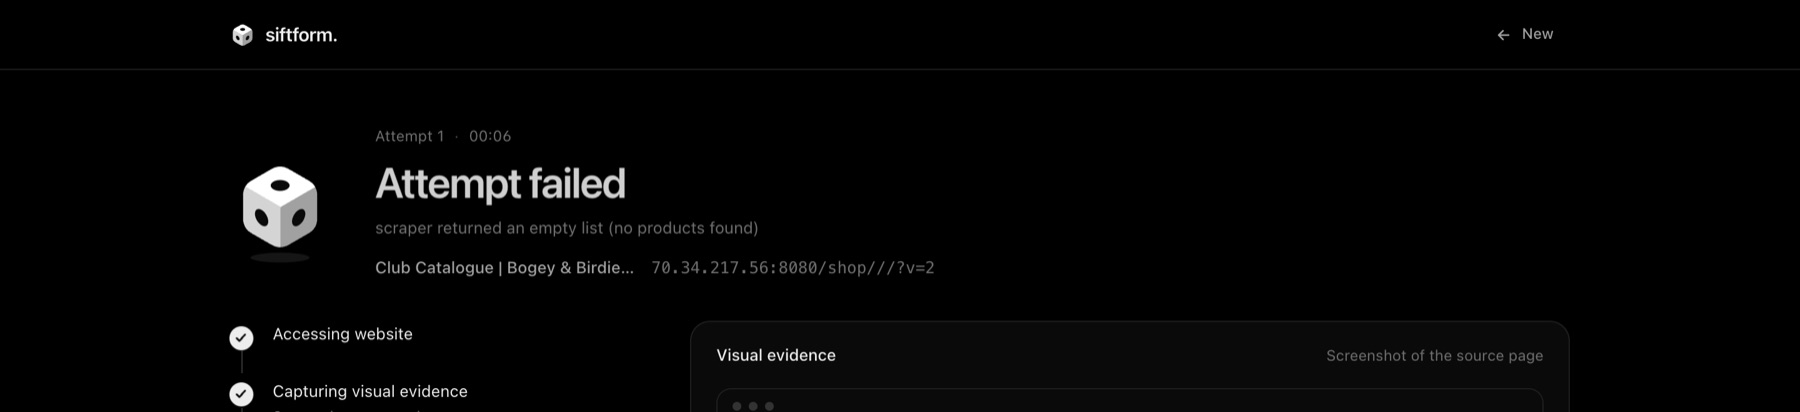 siftform.
← New
Attempt 1 · 00:06
Attempt failed
scraper returned an empty list (no products found)
Club Catalogue | Bogey & Birdie... 70.34.217.56:8080/shop///?v=2
Accessing website
Visual evidence
Screenshot of the source page
Capturing visual evidence